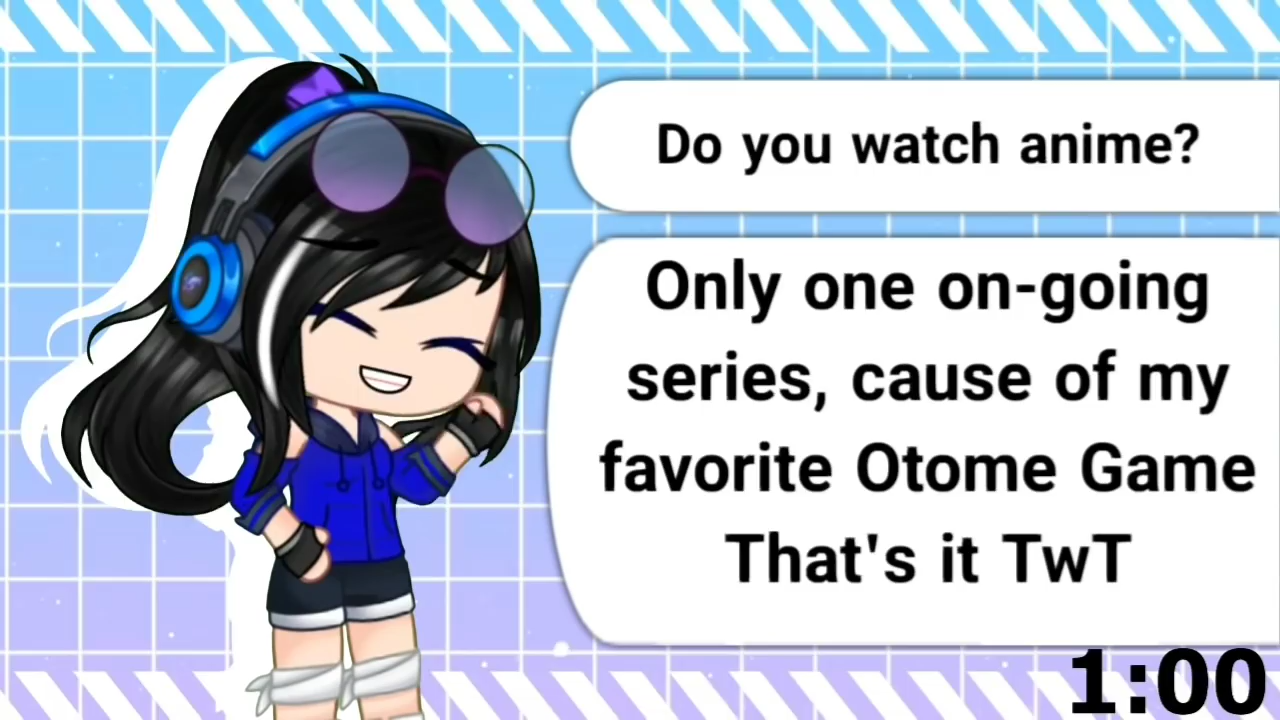 Do you watch anime?
Only one on-going
series, cause of my
favorite Otome Game
That's it TwT
1:00